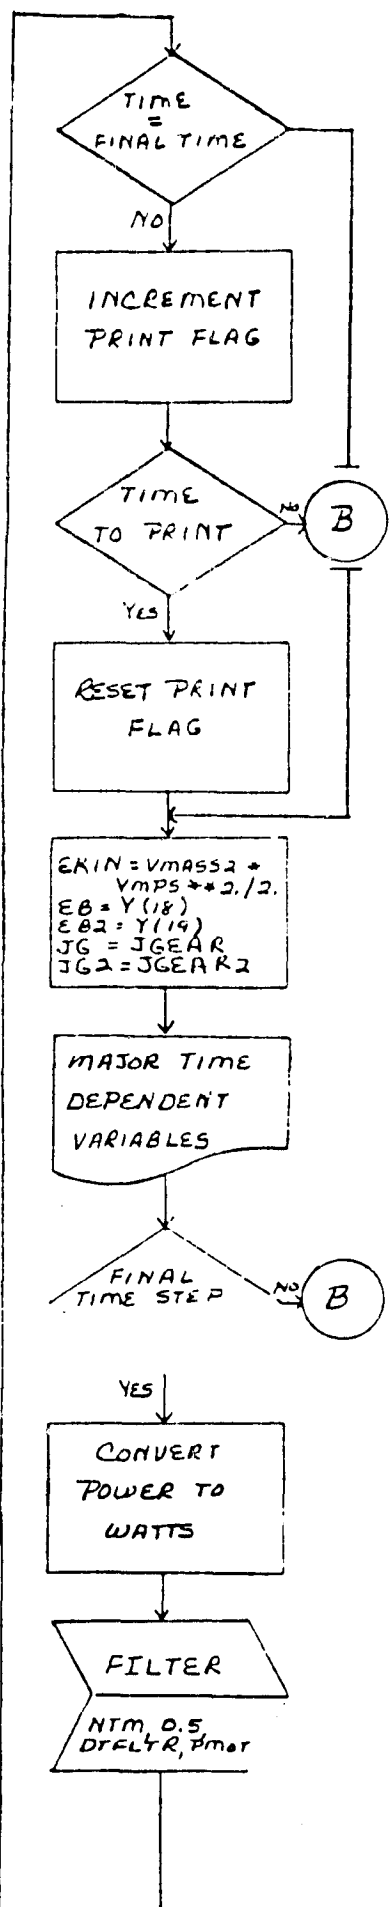 TIME
=
FINAL TIME
NO
INCREMENT
PRINT FLAG
TIME
TO PRINT
NO
B
YES
RESET PRINT
FLAG
EKIN = VMASS2 *
VMPS ** 2./2.
EB = Y(18)
EB2 = Y(19)
JG = JGEAR
JG2 = JGEAR2
MAJOR TIME
DEPENDENT
VARIABLES
FINAL
TIME STEP
NO
B
YES
CONVERT
POWER TO
WATTS
FILTER
NTM, 0.5,
DTFLTR, PMOT